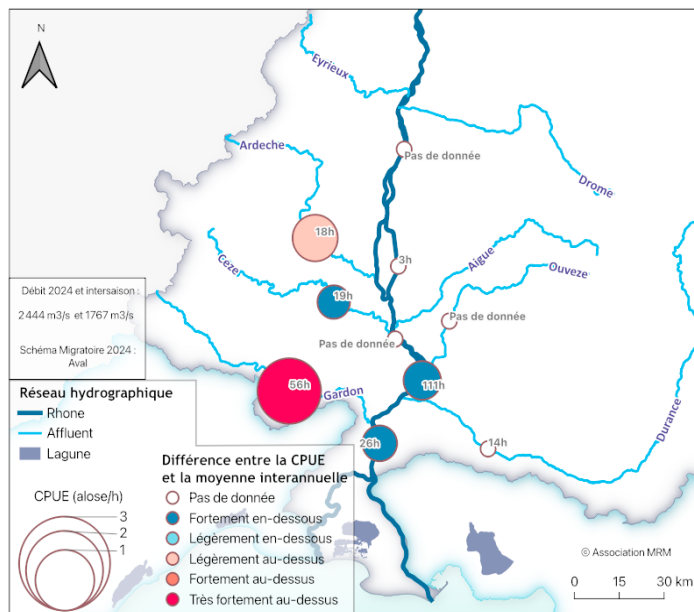 N
Eyrieux
Ardeche
Pas de donnée
Drome
18h
Ceze
3h
Aigue
Ouveze
19h
Débit 2024 et intersaison :
2444 m3/s et 1767 m3/s
Schéma Migratoire 2024 :
Aval
Pas de donnée
Pas de donnée
56h
Gardon
111h
Durance
26h
14h
Réseau hydrographique
Rhone
Affluent
Lagune
CPUE (alose/h)
3
2
1
Différence entre la CPUE
et la moyenne interannuelle
Pas de donnée
Fortement en-dessous
Légèrement en-dessous
Légèrement au-dessus
Fortement au-dessus
Très fortement au-dessus
© Association MRM
0 15 30 km